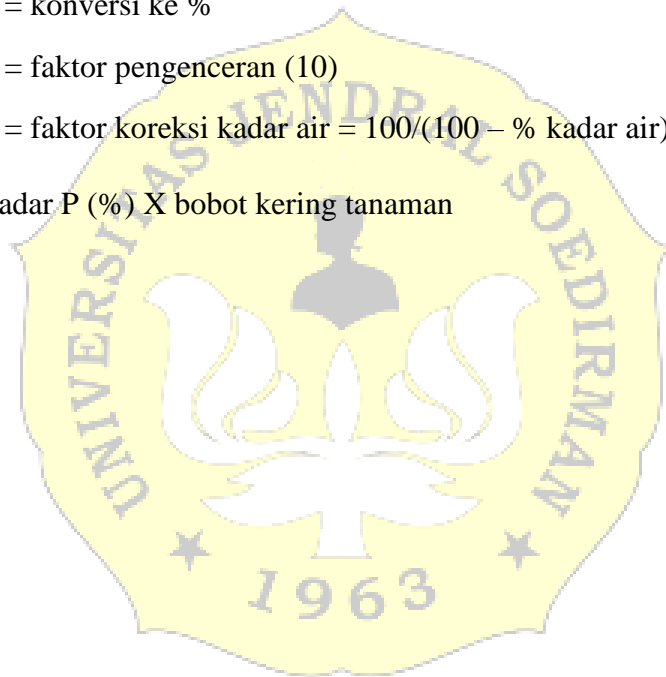 = konversi ke %
= faktor pengenceran (10)
= faktor koreksi kadar air = 100/(100 – % kadar air)
adar P (%) X bobot kering tanaman
UNIVERSITAS JENDRAL SOEDIRMAN
1963